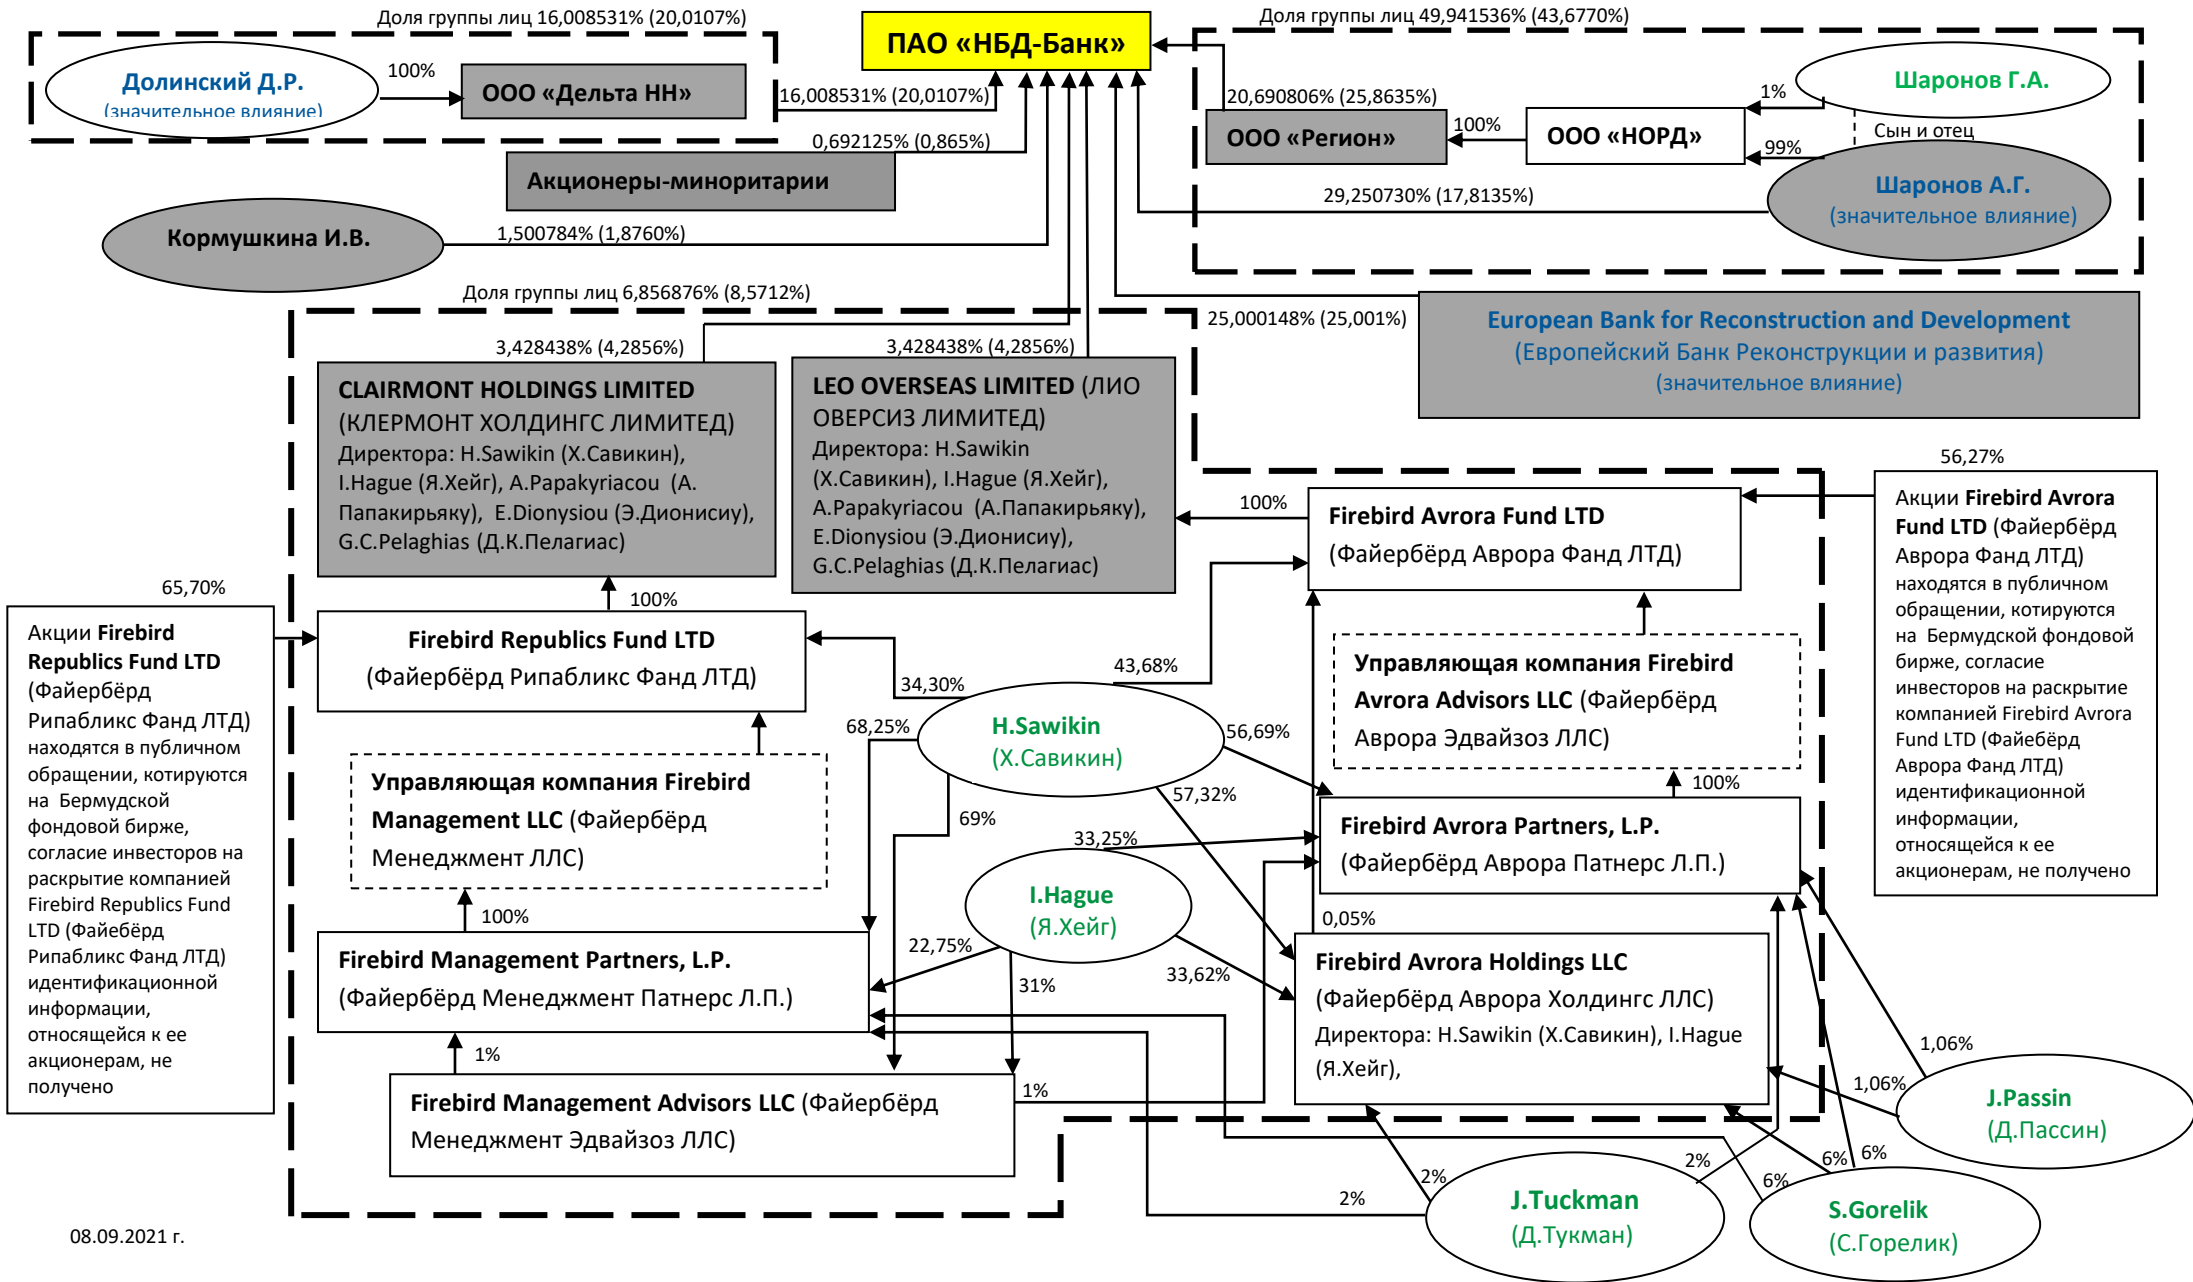 Доля группы лиц 16,008531% (20,0107%)
Долинский Д.Р.
(значительное влияние)
100%
ООО «Дельта НН»
16,008531% (20,0107%)
ПАО «НБД-Банк»
Доля группы лиц 49,941536% (43,6770%)
20,690806% (25,8635%)
ООО «Регион»
100%
ООО «НОРД»
1%
Шаронов Г.А.
Сын и отец
99%
Шаронов А.Г.
(значительное влияние)
29,250730% (17,8135%)
0,692125% (0,865%)
Акционеры-миноритарии
Кормушкина И.В.
1,500784% (1,8760%)
25,000148% (25,001%)
European Bank for Reconstruction and Development
(Европейский Банк Реконструкции и развития)
(значительное влияние)
Доля группы лиц 6,856876% (8,5712%)
3,428438% (4,2856%)
CLAIRMONT HOLDINGS LIMITED
(КЛЕРМОНТ ХОЛДИНГС ЛИМИТЕД)
Директора: H.Sawikin (Х.Савикин),
I.Hague (Я.Хейг), A.Papakyriacou (А.
Папакирьяку), E.Dionysiou (Э.Дионисиу),
G.C.Pelaghias (Д.К.Пелагиас)
3,428438% (4,2856%)
LEO OVERSEAS LIMITED (ЛИО
ОВЕРСИЗ ЛИМИТЕД)
Директора: H.Sawikin
(Х.Савикин), I.Hague (Я.Хейг),
A.Papakyriacou (А.Папакирьяку),
E.Dionysiou (Э.Дионисиу),
G.C.Pelaghias (Д.К.Пелагиас)
100%
Firebird Avrora Fund LTD
(Файербёрд Аврора Фанд ЛТД)
56,27%
Акции Firebird Avrora
Fund LTD (Файербёрд
Аврора Фанд ЛТД)
находятся в публичном
обращении, котируются
на Бермудской фондовой
бирже, согласие
инвесторов на раскрытие
компанией Firebird Avrora
Fund LTD (Файебёрд
Аврора Фанд ЛТД)
идентификационной
информации,
относящейся к ее
акционерам, не получено
65,70%
Акции Firebird
Republics Fund LTD
(Файербёрд
Рипабликс Фанд ЛТД)
находятся в публичном
обращении, котируются
на Бермудской
фондовой бирже,
согласие инвесторов на
раскрытие компанией
Firebird Republics Fund
LTD (Файебёрд
Рипабликс Фанд ЛТД)
идентификационной
информации,
относящейся к ее
акционерам, не
получено
100%
Firebird Republics Fund LTD
(Файербёрд Рипабликс Фанд ЛТД)
34,30%
43,68%
68,25%
H.Sawikin
(Х.Савикин)
56,69%
57,32%
69%
Управляющая компания Firebird
Avrora Advisors LLC (Файербёрд
Аврора Эдвайзоз ЛЛС)
100%
Управляющая компания Firebird
Management LLC (Файербёрд
Менеджмент ЛЛС)
100%
33,25%
I.Hague
(Я.Хейг)
22,75%
31%
33,62%
Firebird Avrora Partners, L.P.
(Файербёрд Аврора Патнерс Л.П.)
0,05%
Firebird Management Partners, L.P.
(Файербёрд Менеджмент Патнерс Л.П.)
Firebird Avrora Holdings LLC
(Файербёрд Аврора Холдингс ЛЛС)
Директора: H.Sawikin (Х.Савикин), I.Hague
(Я.Хейг),
1%
Firebird Management Advisors LLC (Файербёрд
Менеджмент Эдвайзоз ЛЛС)
1%
1,06%
1,06%
J.Passin
(Д.Пассин)
2%
2%
2%
J.Tuckman
(Д.Тукман)
6%
6%
6%
S.Gorelik
(С.Горелик)
08.09.2021 г.